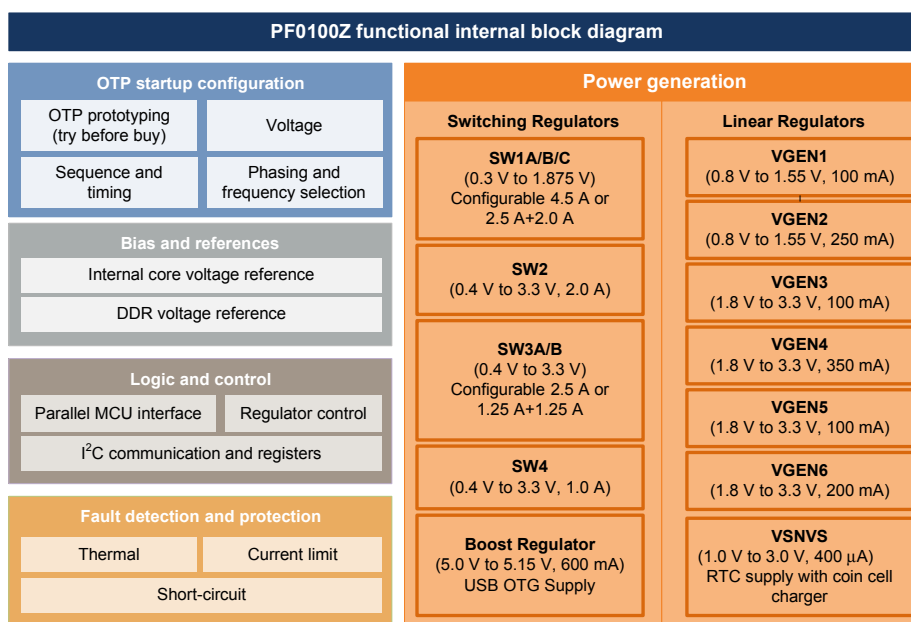 PF0100Z functional internal block diagram
OTP startup configuration
OTP prototyping
(try before buy)
Voltage
Sequence and
timing
Phasing and
frequency selection
Bias and references
Internal core voltage reference
DDR voltage reference
Logic and control
Parallel MCU interface
Regulator control
I²C communication and registers
Fault detection and protection
Thermal
Current limit
Short-circuit
Power generation
Switching Regulators
SW1A/B/C
(0.3 V to 1.875 V)
Configurable 4.5 A or
2.5 A+2.0 A
SW2
(0.4 V to 3.3 V, 2.0 A)
SW3A/B
(0.4 V to 3.3 V)
Configurable 2.5 A or
1.25 A+1.25 A
SW4
(0.4 V to 3.3 V, 1.0 A)
Boost Regulator
(5.0 V to 5.15 V, 600 mA)
USB OTG Supply
Linear Regulators
VGEN1
(0.8 V to 1.55 V, 100 mA)
VGEN2
(0.8 V to 1.55 V, 250 mA)
VGEN3
(1.8 V to 3.3 V, 100 mA)
VGEN4
(1.8 V to 3.3 V, 350 mA)
VGEN5
(1.8 V to 3.3 V, 100 mA)
VGEN6
(1.8 V to 3.3 V, 200 mA)
VSNVS
(1.0 V to 3.0 V, 400 μA)
RTC supply with coin cell
charger